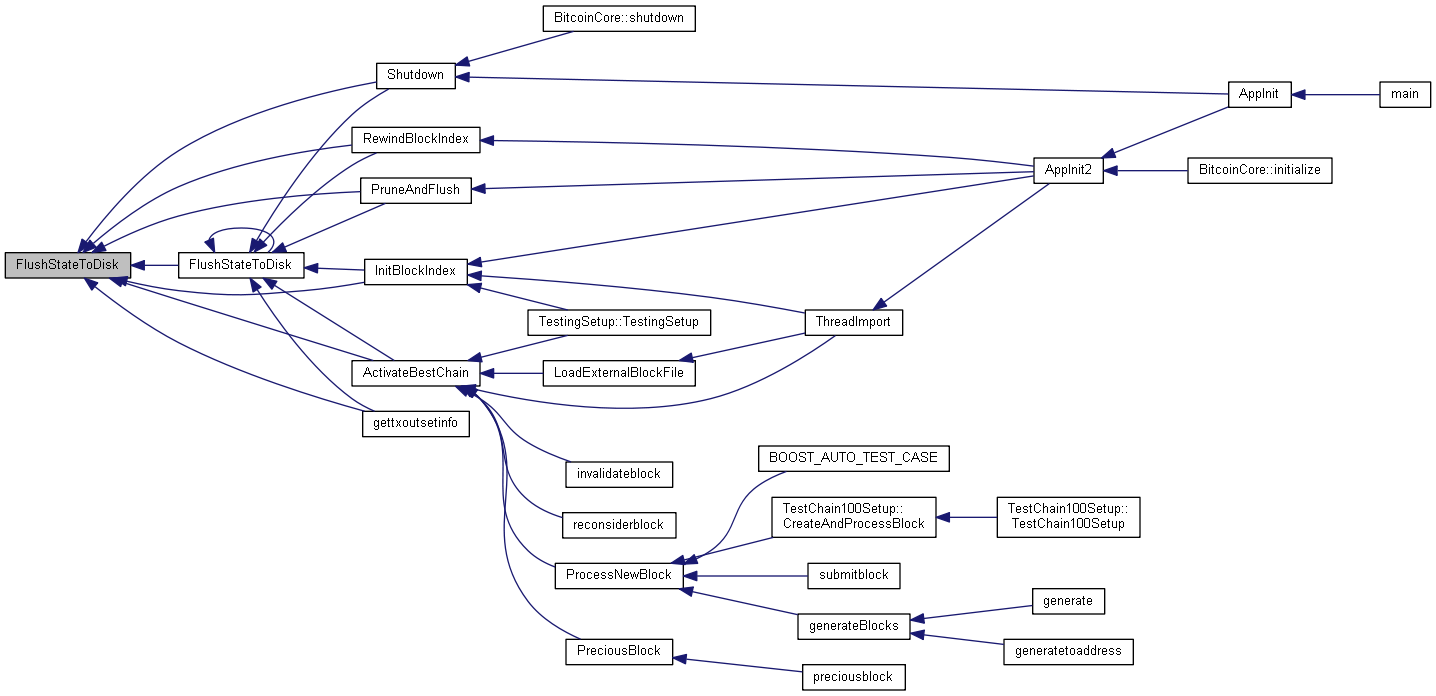 BitcoinCore::shutdown
Shutdown
AppInit
main
RewindBlockIndex
AppInit2
BitcoinCore::initialize
PruneAndFlush
FlushStateToDisk
FlushStateToDisk
InitBlockIndex
TestingSetup::TestingSetup
ThreadImport
ActivateBestChain
LoadExternalBlockFile
gettxoutsetinfo
invalidateblock
BOOST_AUTO_TEST_CASE
TestChain100Setup::
CreateAndProcessBlock
TestChain100Setup::
TestChain100Setup
reconsiderblock
ProcessNewBlock
submitblock
generate
generateBlocks
generatetoaddress
PreciousBlock
preciousblock